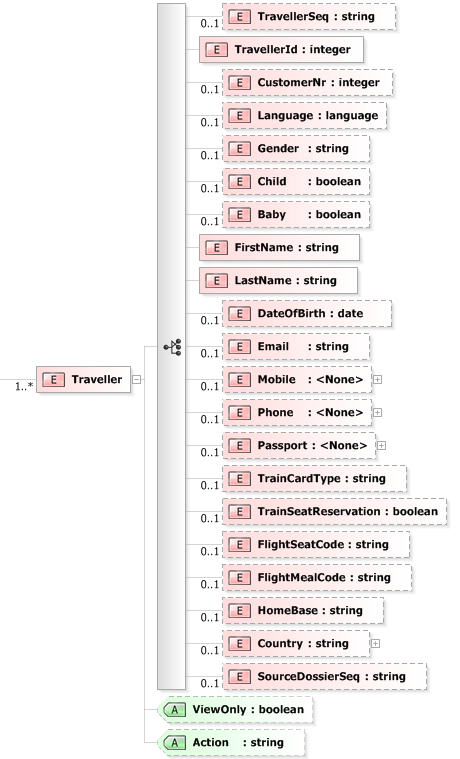 0..1 E TravellerSeq : string
E TravellerId : integer
0..1 E CustomerNr : integer
0..1 E Language : language
0..1 E Gender : string
0..1 E Child : boolean
0..1 E Baby : boolean
E FirstName : string
E LastName : string
0..1 E DateOfBirth : date
0..1 E Email : string
1..* E Traveller
0..1 E Mobile : <None>
0..1 E Phone : <None>
0..1 E Passport : <None>
0..1 E TrainCardType : string
0..1 E TrainSeatReservation : boolean
0..1 E FlightSeatCode : string
0..1 E FlightMealCode : string
0..1 E HomeBase : string
0..1 E Country : string
0..1 E SourceDossierSeq : string
A ViewOnly : boolean
A Action : string